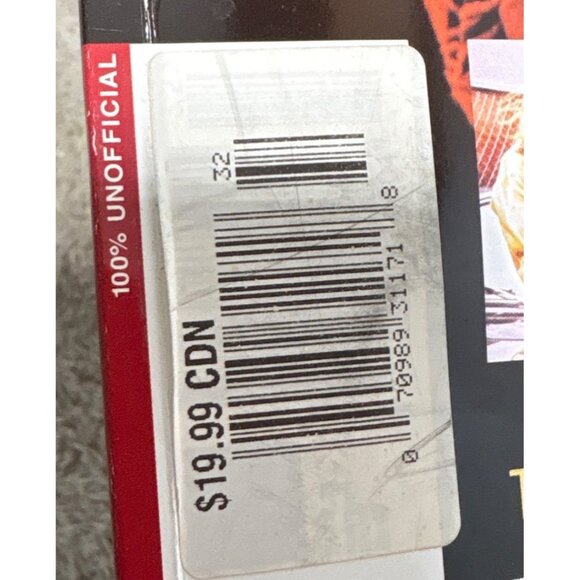 100% UNOFFICIAL
$19.99 CDN
32
0 70989 31171 8